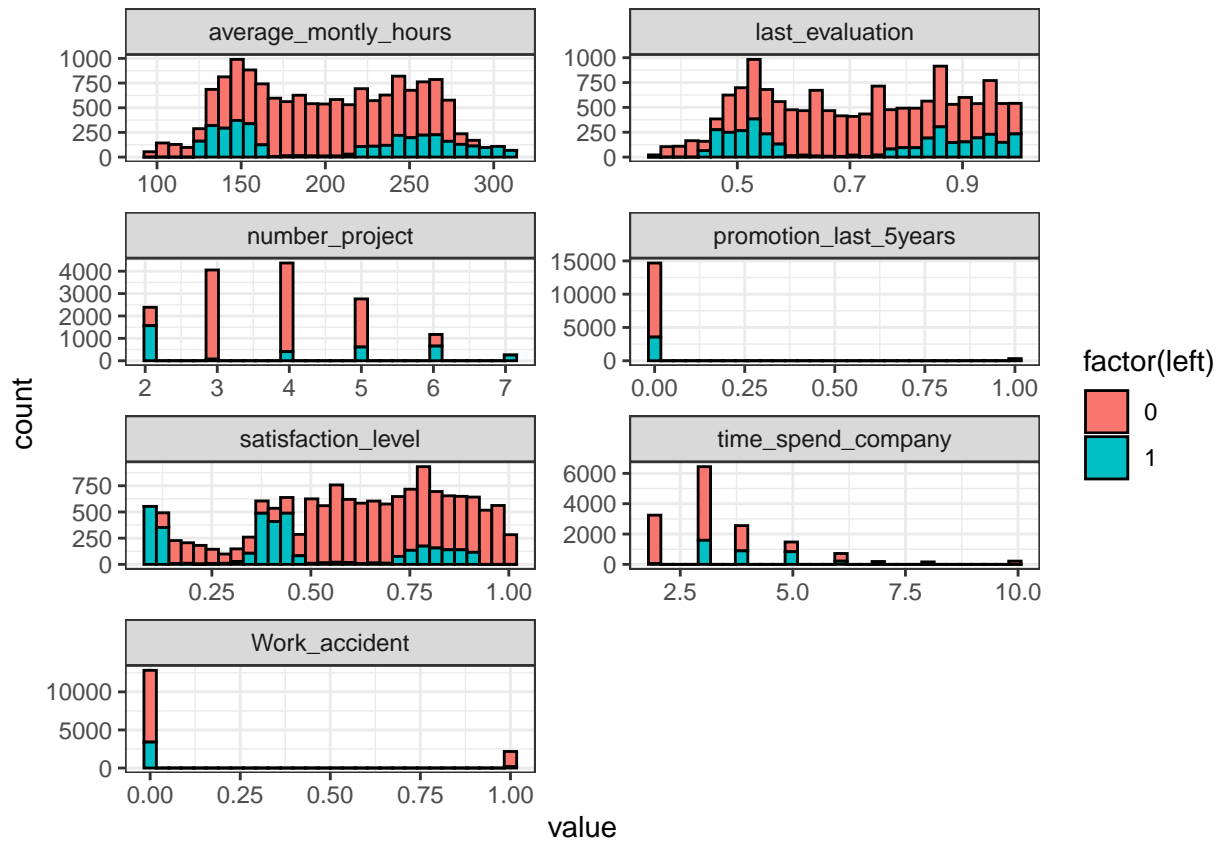 average_montly_hours
1000
750
500
250
0
100 150 200 250 300
last_evaluation
1000
750
500
250
0
0.5 0.7 0.9
number_project
4000
3000
2000
1000
0
2 3 4 5 6 7
promotion_last_5years
15000
10000
5000
0
0.00 0.25 0.50 0.75 1.00
satisfaction_level
750
500
250
0
0.25 0.50 0.75 1.00
time_spend_company
6000
4000
2000
0
2.5 5.0 7.5 10.0
Work_accident
10000
5000
0
0.00 0.25 0.50 0.75 1.00
count
value
factor(left)
0
1